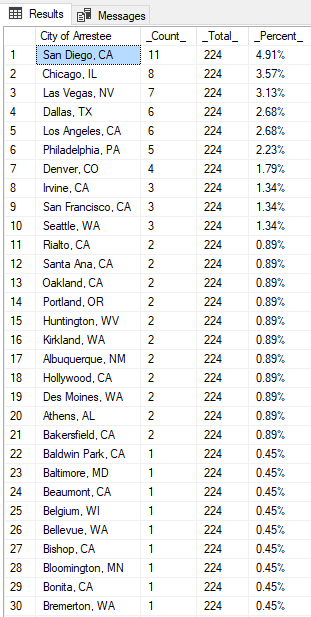 Results Messages
City of Arrestee _Count_ _Total_ _Percent_
1 San Diego, CA 11 224 4.91%
2 Chicago, IL 8 224 3.57%
3 Las Vegas, NV 7 224 3.13%
4 Dallas, TX 6 224 2.68%
5 Los Angeles, CA 6 224 2.68%
6 Philadelphia, PA 5 224 2.23%
7 Denver, CO 4 224 1.79%
8 Irvine, CA 3 224 1.34%
9 San Francisco, CA 3 224 1.34%
10 Seattle, WA 3 224 1.34%
11 Rialto, CA 2 224 0.89%
12 Santa Ana, CA 2 224 0.89%
13 Oakland, CA 2 224 0.89%
14 Portland, OR 2 224 0.89%
15 Huntington, WV 2 224 0.89%
16 Kirkland, WA 2 224 0.89%
17 Albuquerque, NM 2 224 0.89%
18 Hollywood, CA 2 224 0.89%
19 Des Moines, WA 2 224 0.89%
20 Athens, AL 2 224 0.89%
21 Bakersfield, CA 2 224 0.89%
22 Baldwin Park, CA 1 224 0.45%
23 Baltimore, MD 1 224 0.45%
24 Beaumont, CA 1 224 0.45%
25 Belgium, WI 1 224 0.45%
26 Bellevue, WA 1 224 0.45%
27 Bishop, CA 1 224 0.45%
28 Bloomington, MN 1 224 0.45%
29 Bonita, CA 1 224 0.45%
30 Bremerton, WA 1 224 0.45%